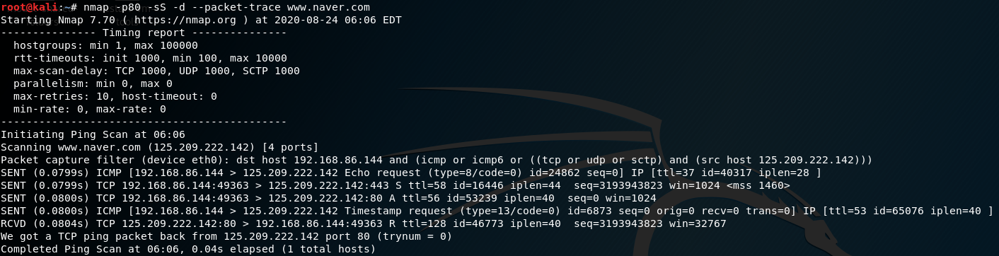 root@kali:~# nmap -p80 -sS -d --packet-trace www.naver.com
Starting Nmap 7.70 ( https://nmap.org ) at 2020-08-24 06:06 EDT
--------------- Timing report ---------------
  hostgroups: min 1, max 100000
  rtt-timeouts: init 1000, min 100, max 10000
  max-scan-delay: TCP 1000, UDP 1000, SCTP 1000
  parallelism: min 0, max 0
  max-retries: 10, host-timeout: 0
  min-rate: 0, max-rate: 0
---------------------------------------------
Initiating Ping Scan at 06:06
Scanning www.naver.com (125.209.222.142) [4 ports]
Packet capture filter (device eth0): dst host 192.168.86.144 and (icmp or icmp6 or ((tcp or udp or sctp) and (src host 125.209.222.142)))
SENT (0.0799s) ICMP [192.168.86.144 > 125.209.222.142 Echo request (type=8/code=0) id=24862 seq=0] IP [ttl=37 id=40317 iplen=28 ]
SENT (0.0799s) TCP 192.168.86.144:49363 > 125.209.222.142:443 S ttl=58 id=16446 iplen=44  seq=3193943823 win=1024 <mss 1460>
SENT (0.0800s) TCP 192.168.86.144:49363 > 125.209.222.142:80 A ttl=56 id=53239 iplen=40  seq=0 win=1024
SENT (0.0800s) ICMP [192.168.86.144 > 125.209.222.142 Timestamp request (type=13/code=0) id=6873 seq=0 orig=0 recv=0 trans=0] IP [ttl=53 id=65076 iplen=40 ]
RCVD (0.0804s) TCP 125.209.222.142:80 > 192.168.86.144:49363 R ttl=128 id=46773 iplen=40  seq=3193943823 win=32767
We got a TCP ping packet back from 125.209.222.142 port 80 (trynum = 0)
Completed Ping Scan at 06:06, 0.04s elapsed (1 total hosts)